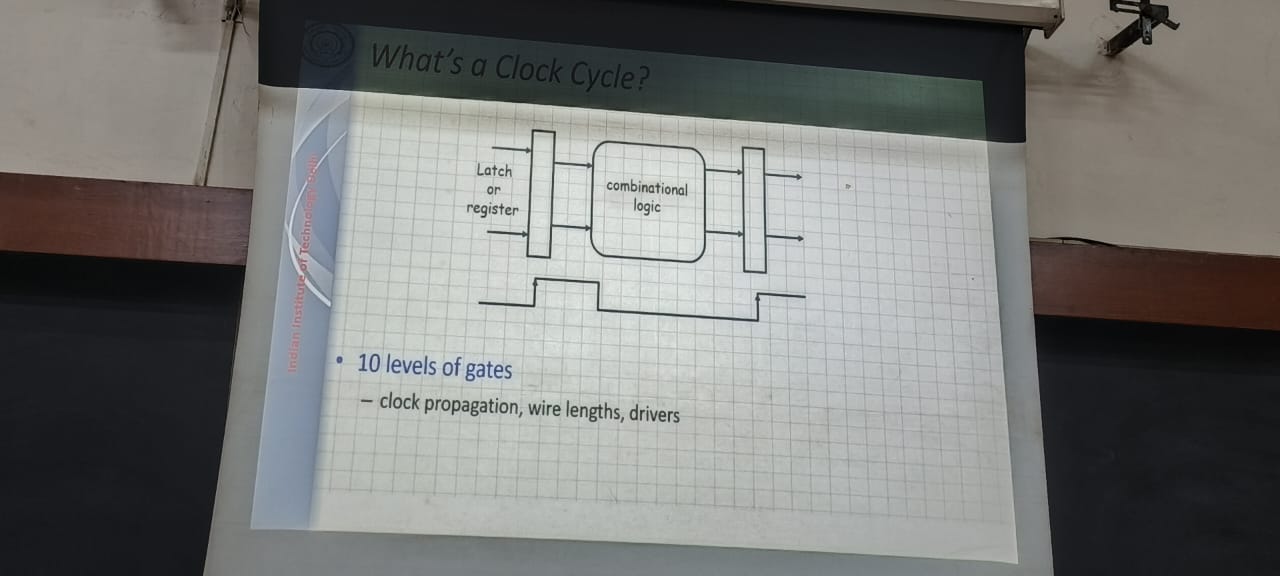 What's a Clock Cycle?
Indian Institute of Technology Delhi
Latch
or
register
combinational
logic
• 10 levels of gates
– clock propagation, wire lengths, drivers